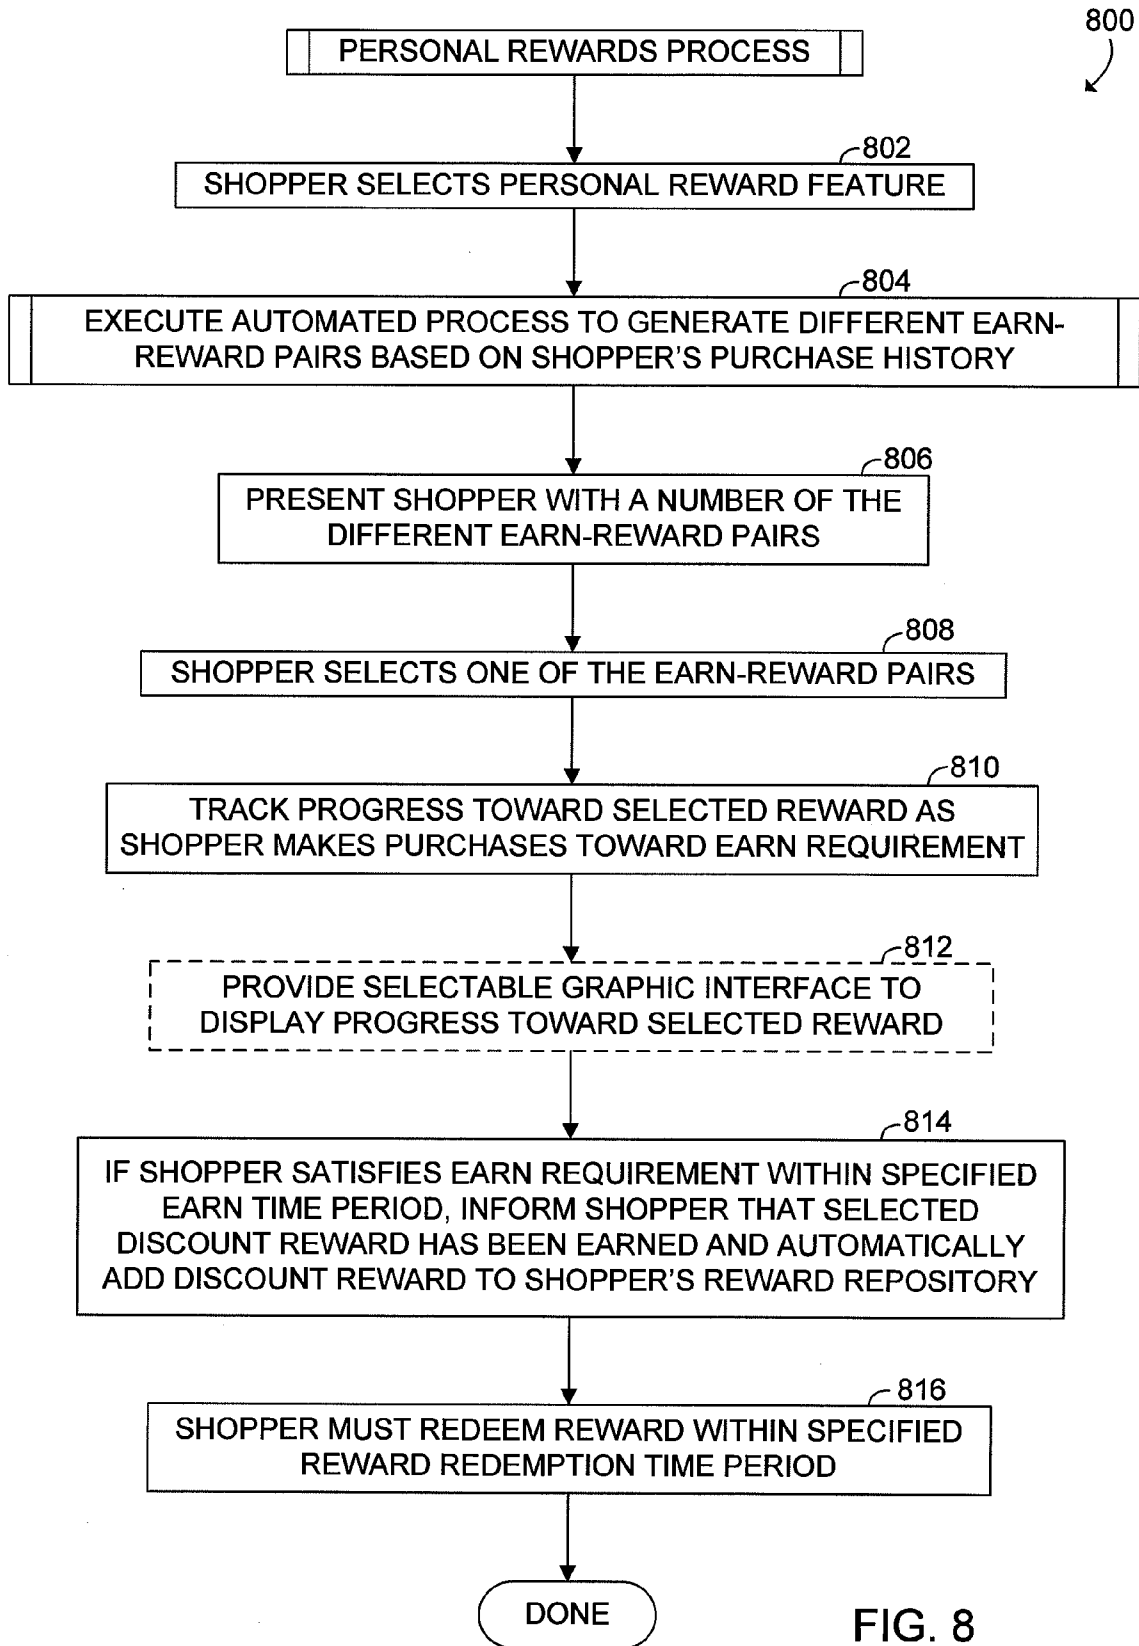 800
PERSONAL REWARDS PROCESS
802
SHOPPER SELECTS PERSONAL REWARD FEATURE
804
EXECUTE AUTOMATED PROCESS TO GENERATE DIFFERENT EARN-
REWARD PAIRS BASED ON SHOPPER'S PURCHASE HISTORY
806
PRESENT SHOPPER WITH A NUMBER OF THE
DIFFERENT EARN-REWARD PAIRS
808
SHOPPER SELECTS ONE OF THE EARN-REWARD PAIRS
810
TRACK PROGRESS TOWARD SELECTED REWARD AS
SHOPPER MAKES PURCHASES TOWARD EARN REQUIREMENT
812
PROVIDE SELECTABLE GRAPHIC INTERFACE TO
DISPLAY PROGRESS TOWARD SELECTED REWARD
814
IF SHOPPER SATISFIES EARN REQUIREMENT WITHIN SPECIFIED
EARN TIME PERIOD, INFORM SHOPPER THAT SELECTED
DISCOUNT REWARD HAS BEEN EARNED AND AUTOMATICALLY
ADD DISCOUNT REWARD TO SHOPPER'S REWARD REPOSITORY
816
SHOPPER MUST REDEEM REWARD WITHIN SPECIFIED
REWARD REDEMPTION TIME PERIOD
DONE
FIG. 8